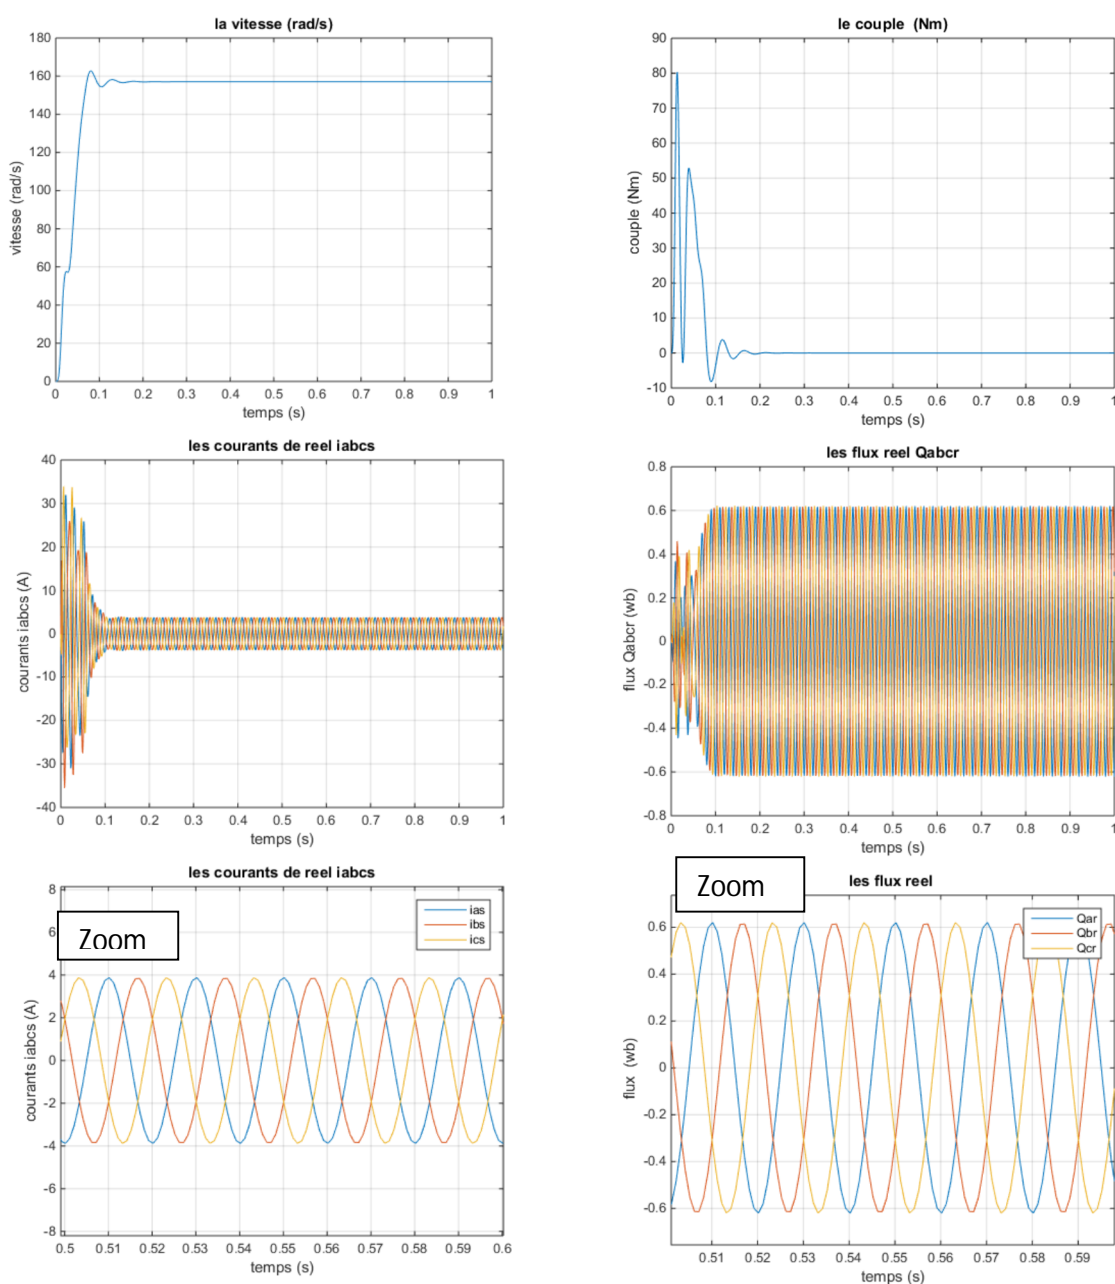 la vitesse (rad/s)
180
160
140
120
100
80
60
40
20
0
vitesse (rad/s)
0 0.1 0.2 0.3 0.4 0.5 0.6 0.7 0.8 0.9 1
temps (s)
le couple (Nm)
90
80
70
60
50
40
30
20
10
0
-10
couple (Nm)
0 0.1 0.2 0.3 0.4 0.5 0.6 0.7 0.8 0.9 1
temps (s)
les courants de reel iabcs
40
30
20
10
0
-10
-20
-30
-40
courants iabcs (A)
0 0.1 0.2 0.3 0.4 0.5 0.6 0.7 0.8 0.9 1
temps (s)
les flux reel Qabcr
0.8
0.6
0.4
0.2
0
-0.2
-0.4
-0.6
-0.8
flux Qabcr (wb)
0 0.1 0.2 0.3 0.4 0.5 0.6 0.7 0.8 0.9 1
temps (s)
les courants de reel iabcs
Zoom
ias
ibs
ics
8
6
4
2
0
-2
-4
-6
-8
courants iabcs (A)
0.5 0.51 0.52 0.53 0.54 0.55 0.56 0.57 0.58 0.59 0.6
temps (s)
Zoom
les flux reel
Qar
Qbr
Qcr
0.6
0.4
0.2
0
-0.2
-0.4
-0.6
flux (wb)
0.51 0.52 0.53 0.54 0.55 0.56 0.57 0.58 0.59
temps (s)